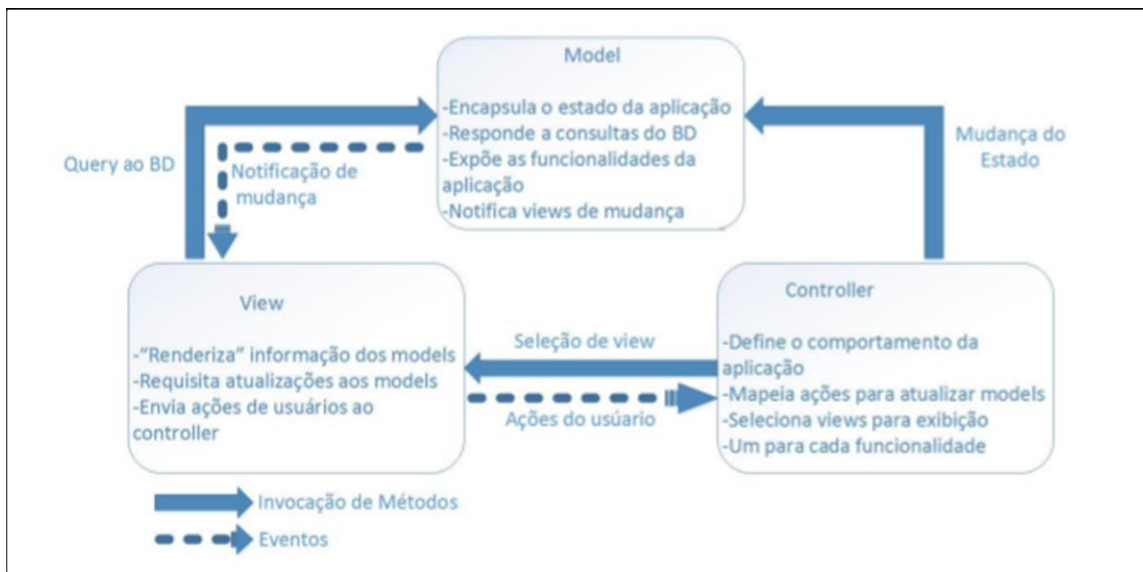 Model
-Encapsula o estado da aplicação
-Responde a consultas do BD
-Expõe as funcionalidades da
aplicação
-Notifica views de mudança
Query ao BD
Notificação de
mudança
Mudança do
Estado
View
-“Renderiza” informação dos models
-Requisita atualizações aos models
-Envia ações de usuários ao
controller
Seleção de view
Ações do usúario
Controller
-Define o comportamento da
aplicação
-Mapeia ações para atualizar models
-Seleciona views para exibição
-Um para cada funcionalidade
Invocação de Métodos
Eventos